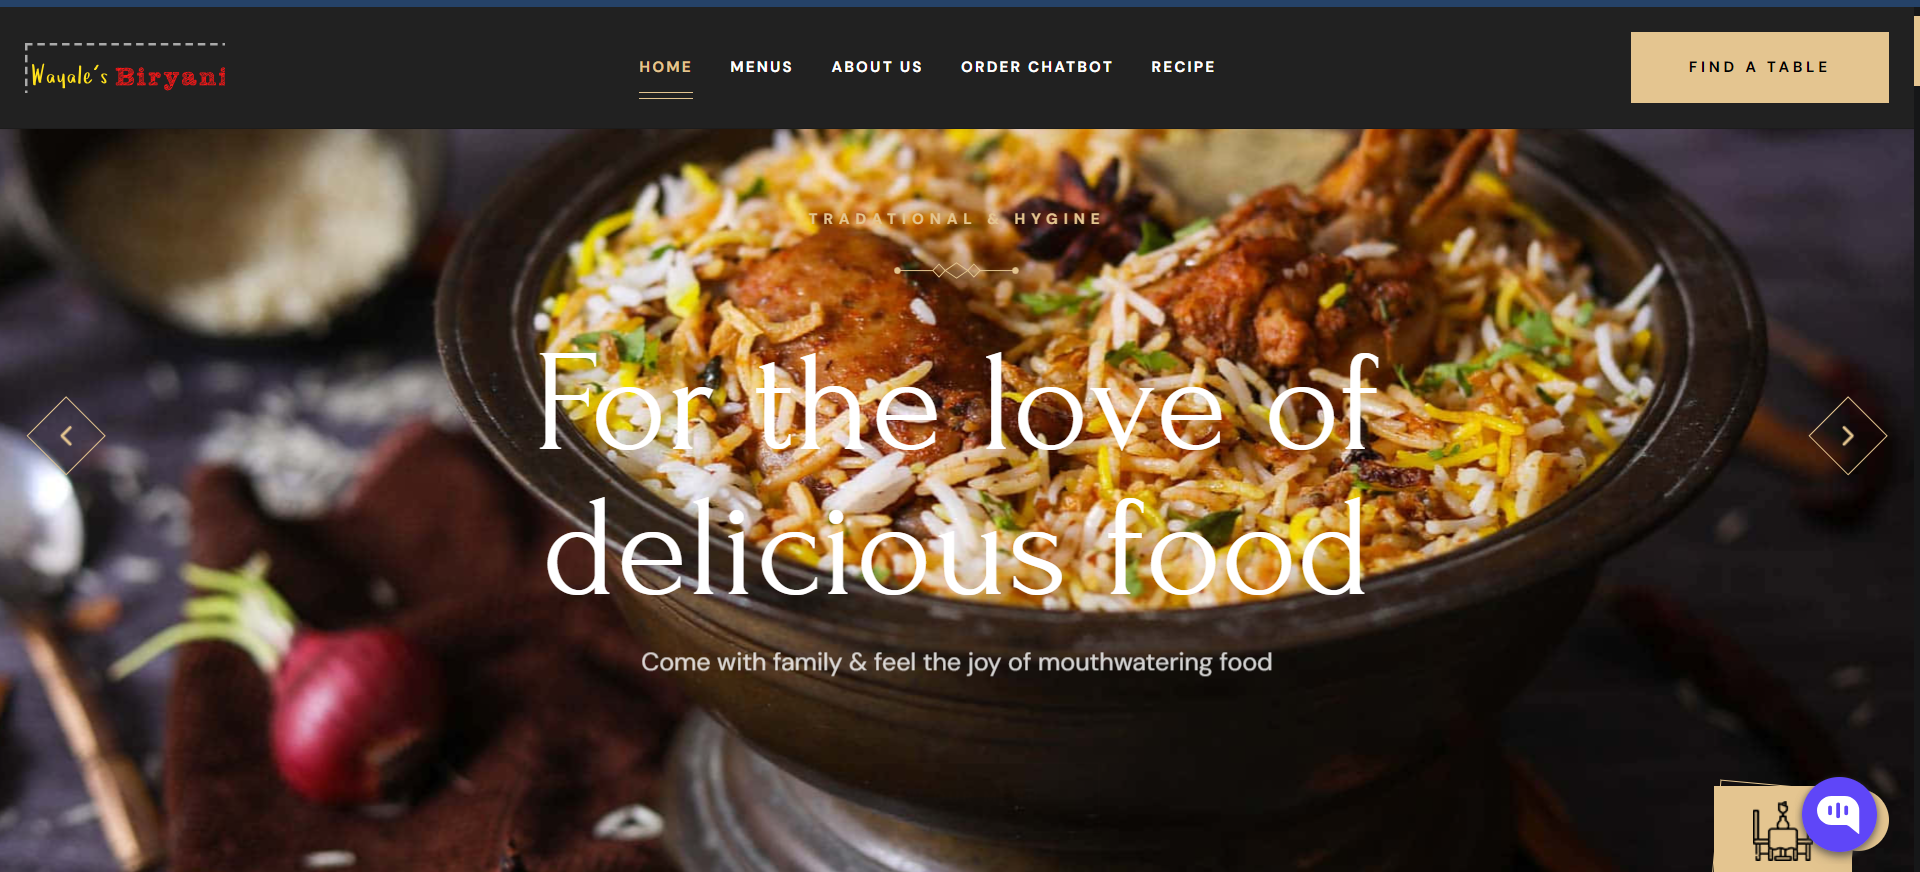 Wayale's Biryani
HOME MENUS ABOUT US ORDER CHATBOT RECIPE
FIND A TABLE
TRADATIONAL & HYGINE
For the love of
delicious food
Come with family & feel the joy of mouthwatering food